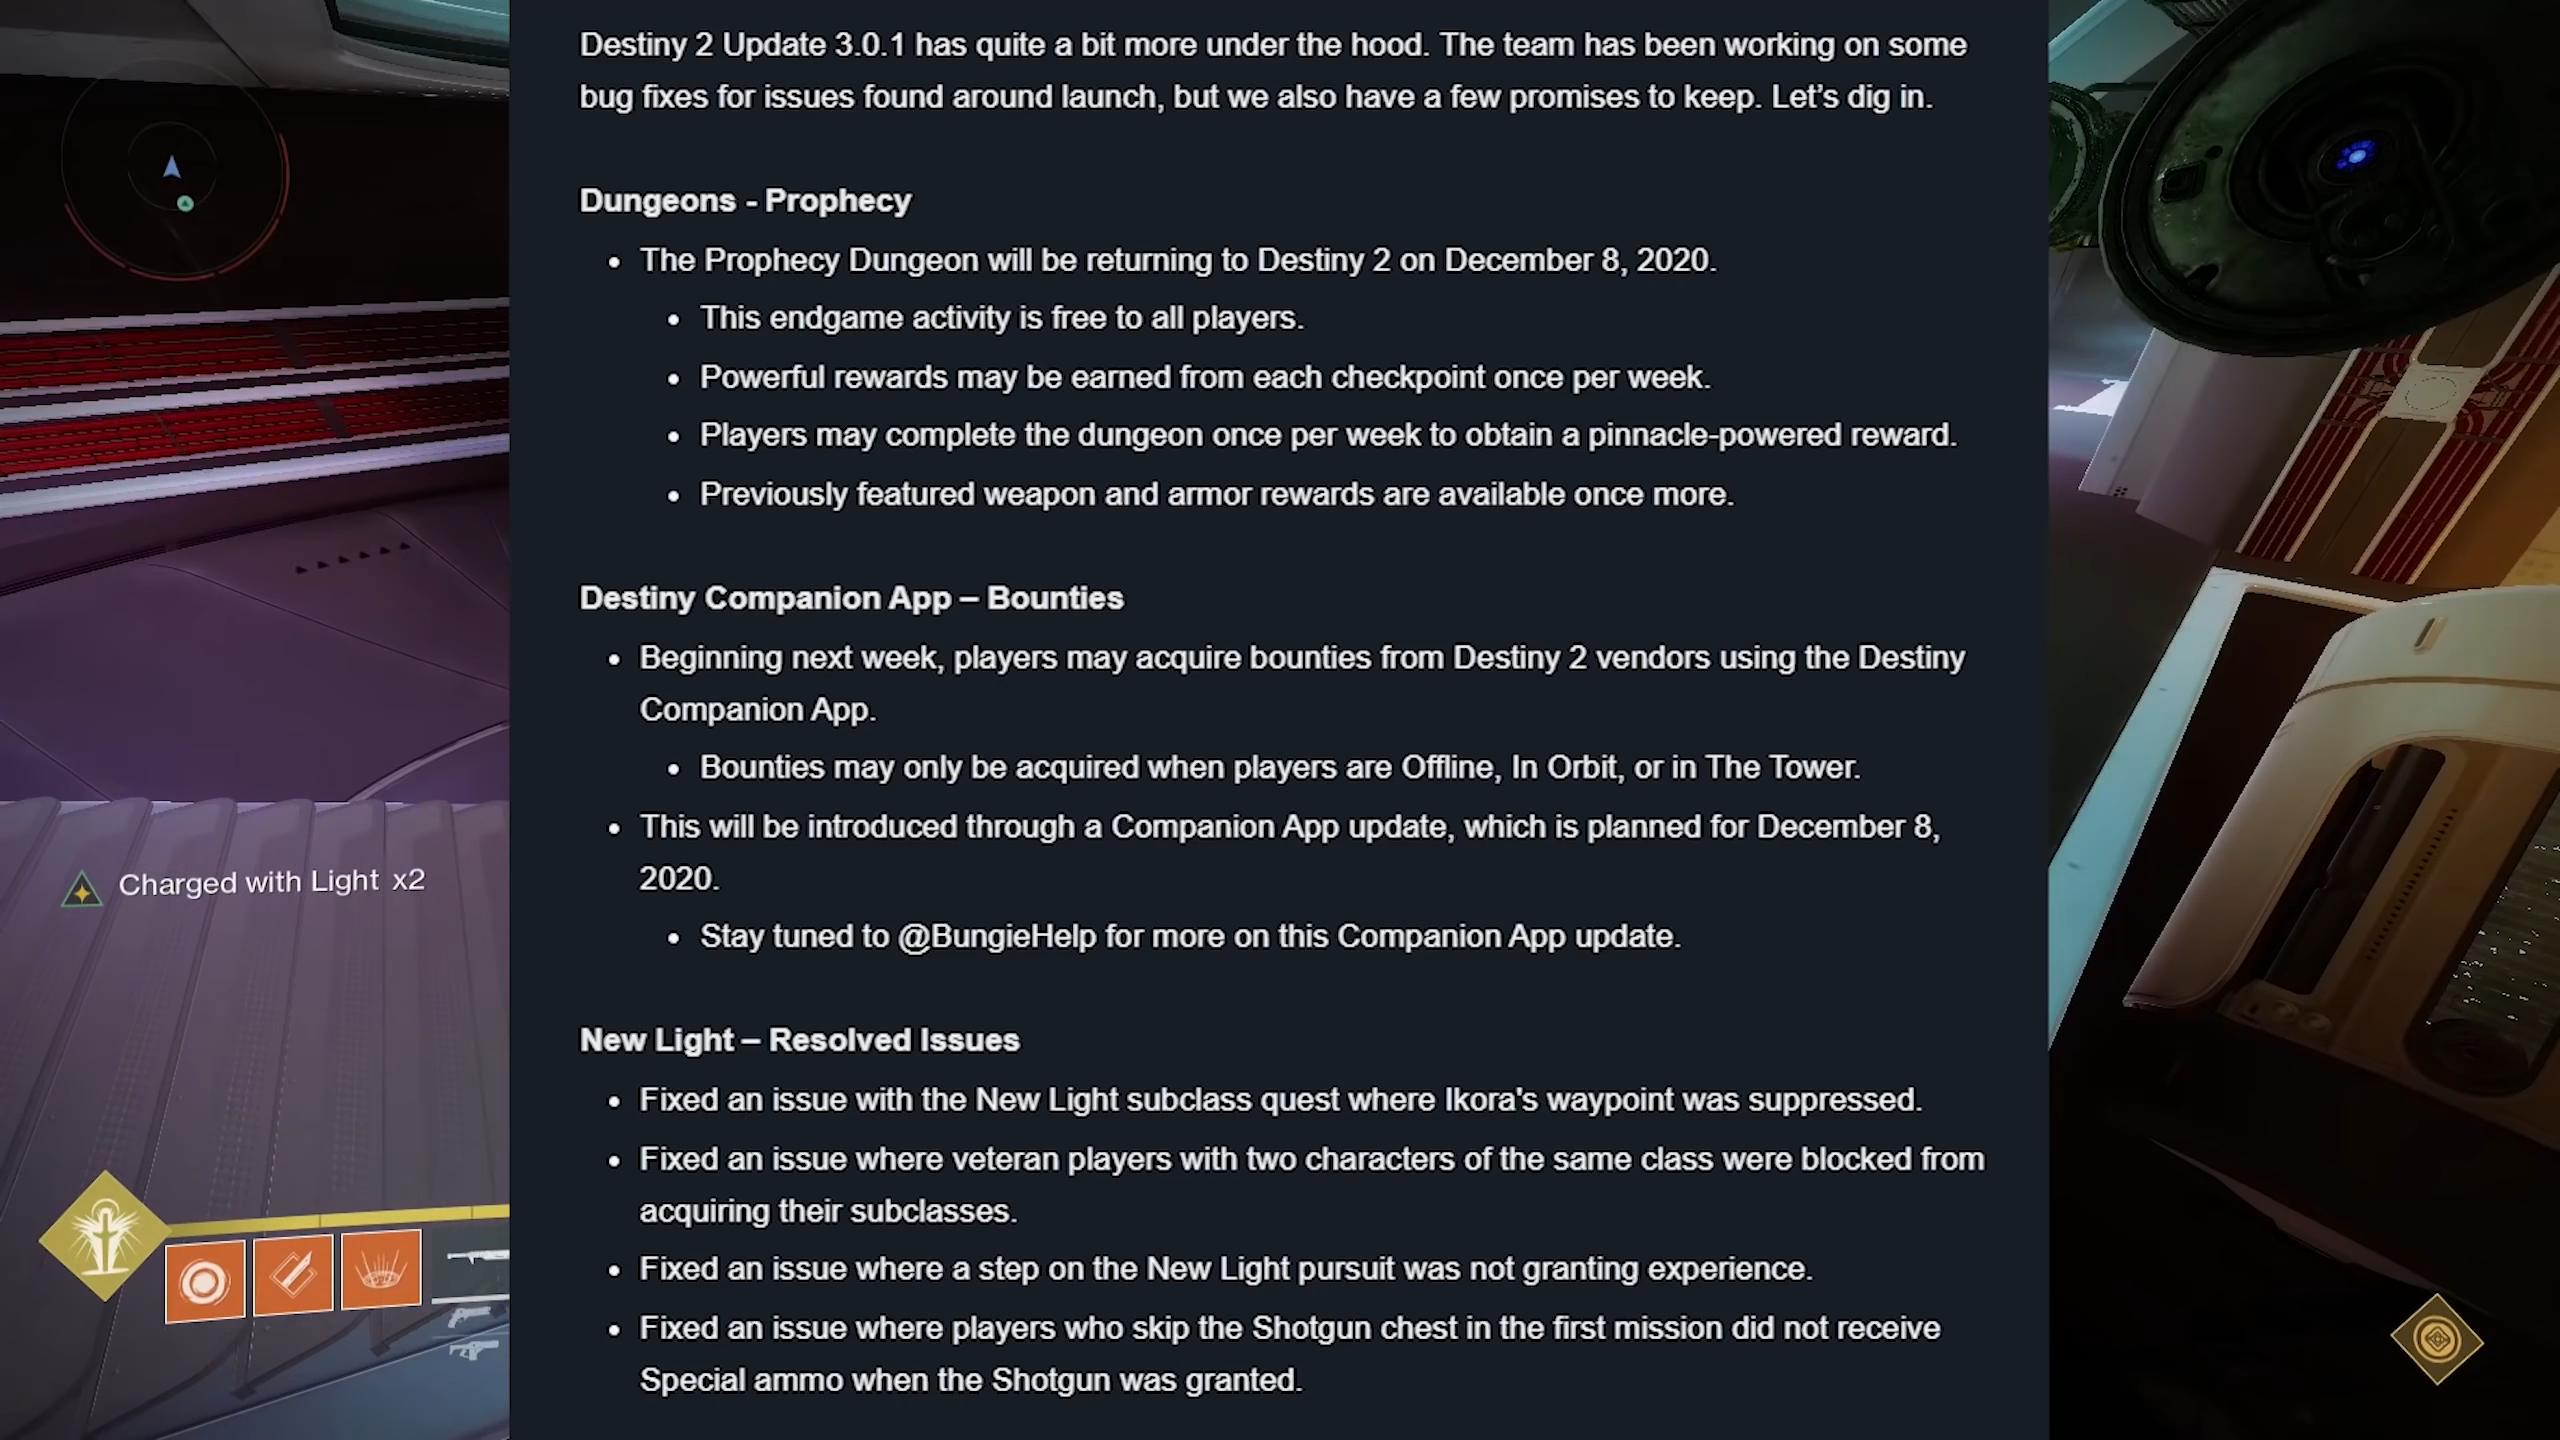 Destiny 2 Update 3.0.1 has quite a bit more under the hood. The team has been working on some
bug fixes for issues found around launch, but we also have a few promises to keep. Let’s dig in.
Dungeons - Prophecy
• The Prophecy Dungeon will be returning to Destiny 2 on December 8, 2020.
• This endgame activity is free to all players.
• Powerful rewards may be earned from each checkpoint once per week.
• Players may complete the dungeon once per week to obtain a pinnacle-powered reward.
• Previously featured weapon and armor rewards are available once more.
Destiny Companion App – Bounties
• Beginning next week, players may acquire bounties from Destiny 2 vendors using the Destiny
Companion App.
• Bounties may only be acquired when players are Offline, In Orbit, or in The Tower.
• This will be introduced through a Companion App update, which is planned for December 8,
2020.
• Stay tuned to @BungieHelp for more on this Companion App update.
New Light – Resolved Issues
• Fixed an issue with the New Light subclass quest where Ikora's waypoint was suppressed.
• Fixed an issue where veteran players with two characters of the same class were blocked from
acquiring their subclasses.
• Fixed an issue where a step on the New Light pursuit was not granting experience.
• Fixed an issue where players who skip the Shotgun chest in the first mission did not receive
Special ammo when the Shotgun was granted.
Charged with Light x2